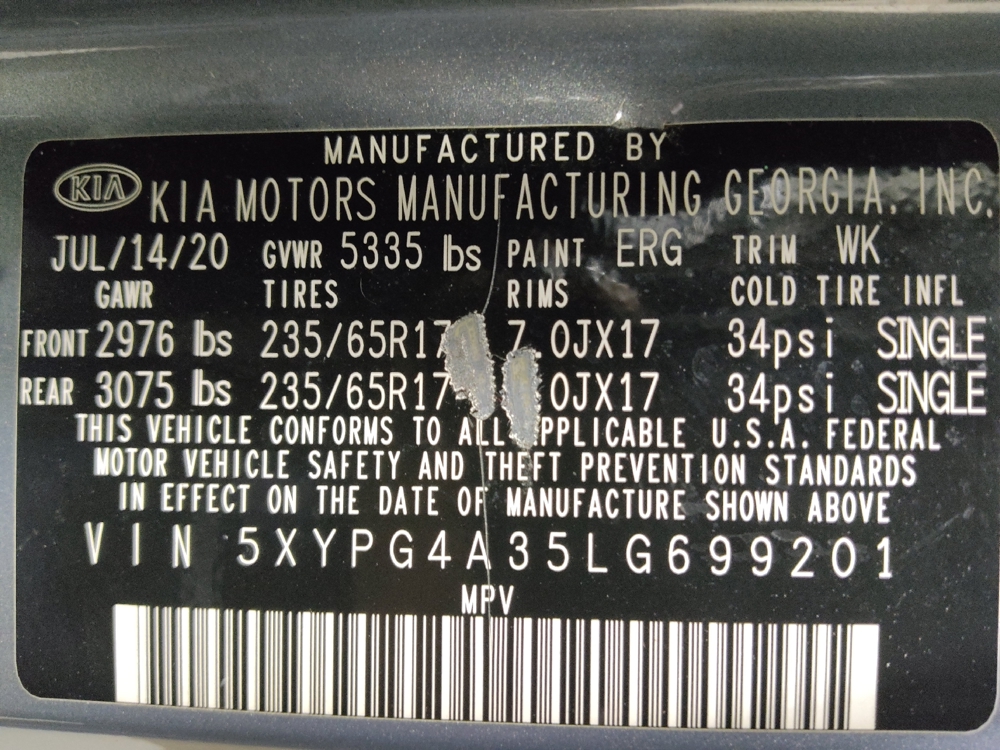 MANUFACTURED BY
KIA KIA MOTORS MANUFACTURING GEORGIA, INC.
JUL/14/20 GVWR 5335 lbs PAINT ERG TRIM WK
GAWR TIRES RIMS COLD TIRE INFL
FRONT 2976 lbs 235/65R17 7 0JX17 34psi SINGLE
REAR 3075 lbs 235/65R17 0JX17 34psi SINGLE
THIS VEHICLE CONFORMS TO ALL APPLICABLE U.S.A. FEDERAL
MOTOR VEHICLE SAFETY AND THEFT PREVENTION STANDARDS
IN EFFECT ON THE DATE OF MANUFACTURE SHOWN ABOVE
VIN 5XYPG4A35LG699201
MPV